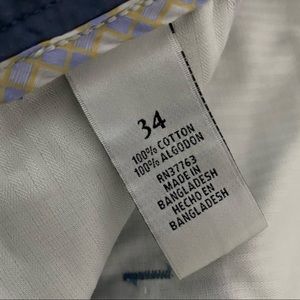 34
100% COTTON
100% ALGODON
RN37763
MADE IN
BANGLADESH
HECHO EN
BANGLADESH